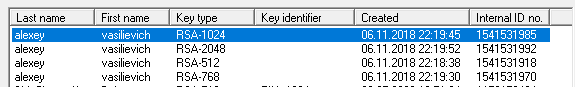 Last name First name Key type Key identifier Created Internal ID no.
alexey vasilievich RSA-1024 06.11.2018 22:19:45 1541531985
alexey vasilievich RSA-2048 06.11.2018 22:19:52 1541531992
alexey vasilievich RSA-512 06.11.2018 22:18:38 1541531918
alexey vasilievich RSA-768 06.11.2018 22:19:30 1541531970